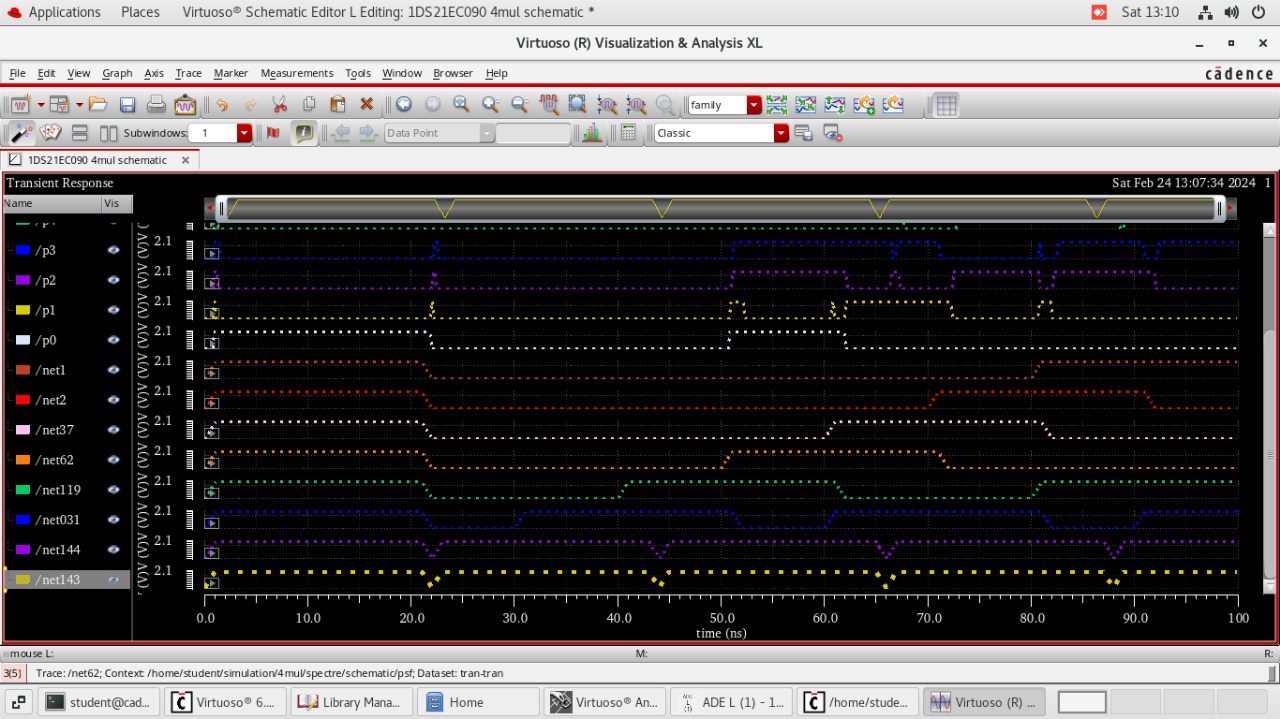 Applications Places Virtuoso® Schematic Editor L Editing: 1DS21EC090 4mul schematic * Sat 13:10
Virtuoso (R) Visualization & Analysis XL
File Edit View Graph Axis Trace Marker Measurements Tools Window Browser Help cādence
family
Subwindows: 1 Data Point Classic
1DS21EC090 4mul schematic
Transient Response Sat Feb 24 13:07:34 2024 1
Name Vis
/p3 V (V) 2.1
/p2 V (V) 2.1
/p1 V (V) 2.1
/p0 V (V) 2.1
/net1 V (V) 2.1
/net2 V (V) 2.1
/net37 V (V) 2.1
/net62 V (V) 2.1
/net119 V (V) 2.1
/net031 V (V) 2.1
/net144 V (V) 2.1
/net143 V (V) 2.1
0.0 10.0 20.0 30.0 40.0 50.0 60.0 70.0 80.0 90.0 100
time (ns)
mouse L: M: R:
3(5) Trace: /net62; Context: /home/student/simulation/4mul/spectre/schematic/psf; Dataset: tran-tran
student@cad... Virtuoso® 6.... Library Mana... Home Virtuoso® An... ADE L (1) - 1... /home/stude... Virtuoso (R) ...